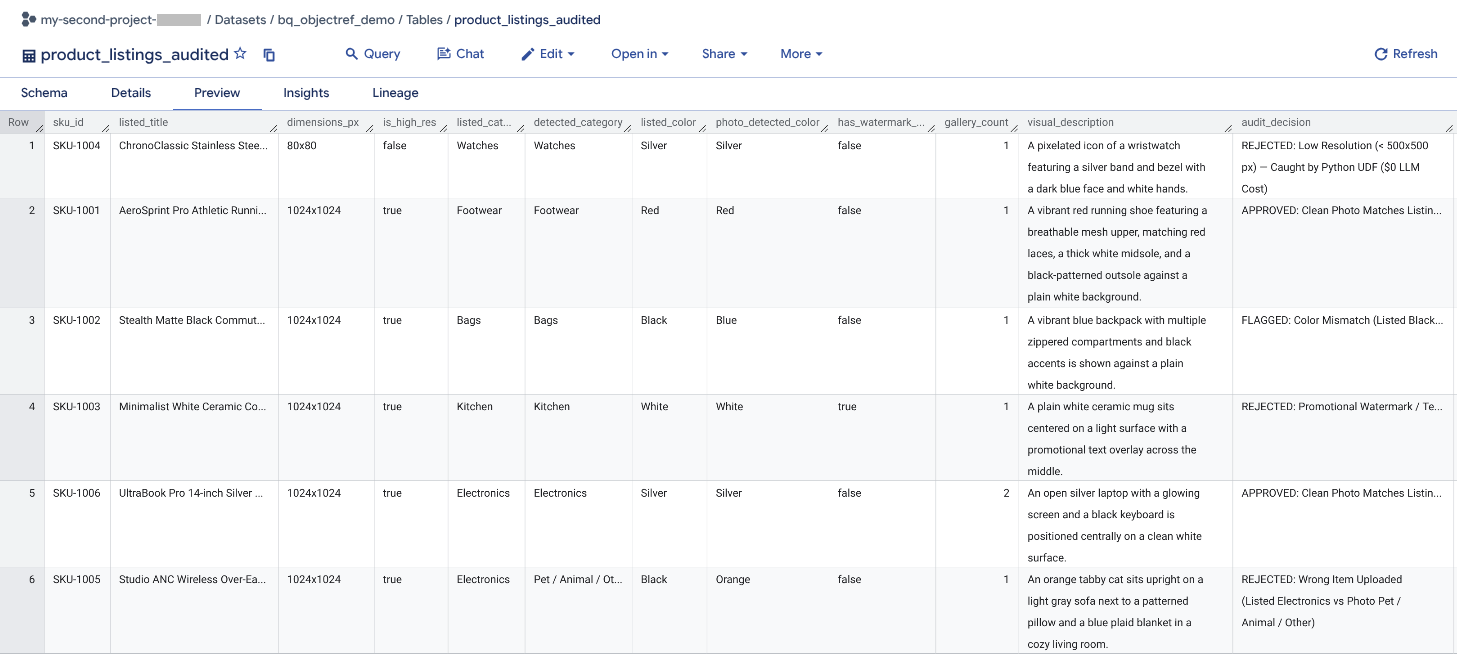 my-second-project- / Datasets / bq_objectref_demo / Tables / product_listings_audited
product_listings_audited Query Chat Edit Open in Share More Refresh
Schema Details Preview Insights Lineage
Row sku_id listed_title dimensions_px is_high_res listed_cat... detected_category listed_color photo_detected_color has_watermark_... gallery_count visual_description audit_decision
1 SKU-1004 ChronoClassic Stainless Stee... 80x80 false Watches Watches Silver Silver false 1 A pixelated icon of a wristwatch REJECTED: Low Resolution (< 500x500
featuring a silver band and bezel with px) — Caught by Python UDF ($0 LLM
a dark blue face and white hands. Cost)
2 SKU-1001 AeroSprint Pro Athletic Runni... 1024x1024 true Footwear Footwear Red Red false 1 A vibrant red running shoe featuring a APPROVED: Clean Photo Matches Listin...
breathable mesh upper, matching red
laces, a thick white midsole, and a
black-patterned outsole against a
plain white background.
3 SKU-1002 Stealth Matte Black Commut... 1024x1024 true Bags Bags Black Blue false 1 A vibrant blue backpack with multiple FLAGGED: Color Mismatch (Listed Black...
zippered compartments and black
accents is shown against a plain
white background.
4 SKU-1003 Minimalist White Ceramic Co... 1024x1024 true Kitchen Kitchen White White true 1 A plain white ceramic mug sits REJECTED: Promotional Watermark / Te...
centered on a light surface with a
promotional text overlay across the
middle.
5 SKU-1006 UltraBook Pro 14-inch Silver ... 1024x1024 true Electronics Electronics Silver Silver false 2 An open silver laptop with a glowing APPROVED: Clean Photo Matches Listin...
screen and a black keyboard is
positioned centrally on a clean white
surface.
6 SKU-1005 Studio ANC Wireless Over-Ea... 1024x1024 true Electronics Pet / Animal / Ot... Black Orange false 1 An orange tabby cat sits upright on a REJECTED: Wrong Item Uploaded
light gray sofa next to a patterned (Listed Electronics vs Photo Pet /
pillow and a blue plaid blanket in a Animal / Other)
cozy living room.